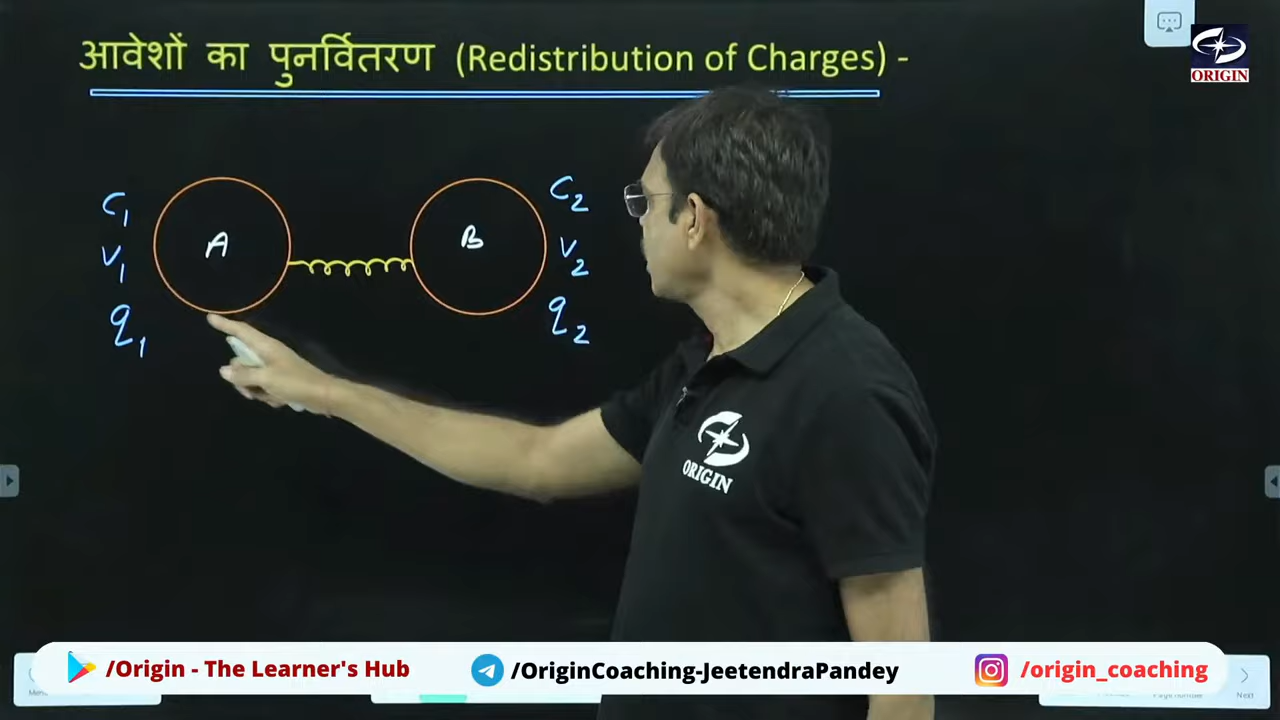 आवेशों का पुनर्वितरण (Redistribution of Charges) -
ORIGIN
C₁
V₁
q₁
A
B
C₂
V₂
q₂
ORIGIN
/Origin - The Learner's Hub
/OriginCoaching-JeetendraPandey
/origin_coaching
Next